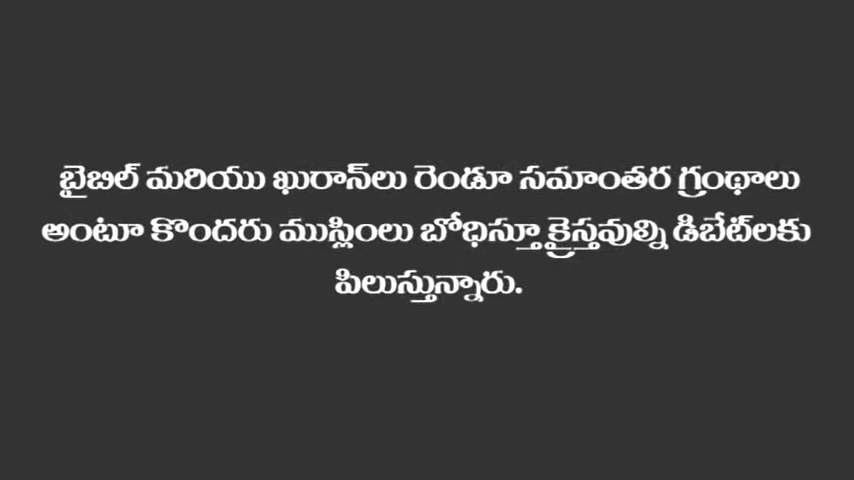 బైబిల్ మరియు ఖురాన్‌లు రెండూ సమాంతర గ్రంథాలు
అంటూ కొందరు ముస్లింలు బోధిస్తూ క్రైస్తవుల్ని డిబేట్‌లకు
పిలుస్తున్నారు.